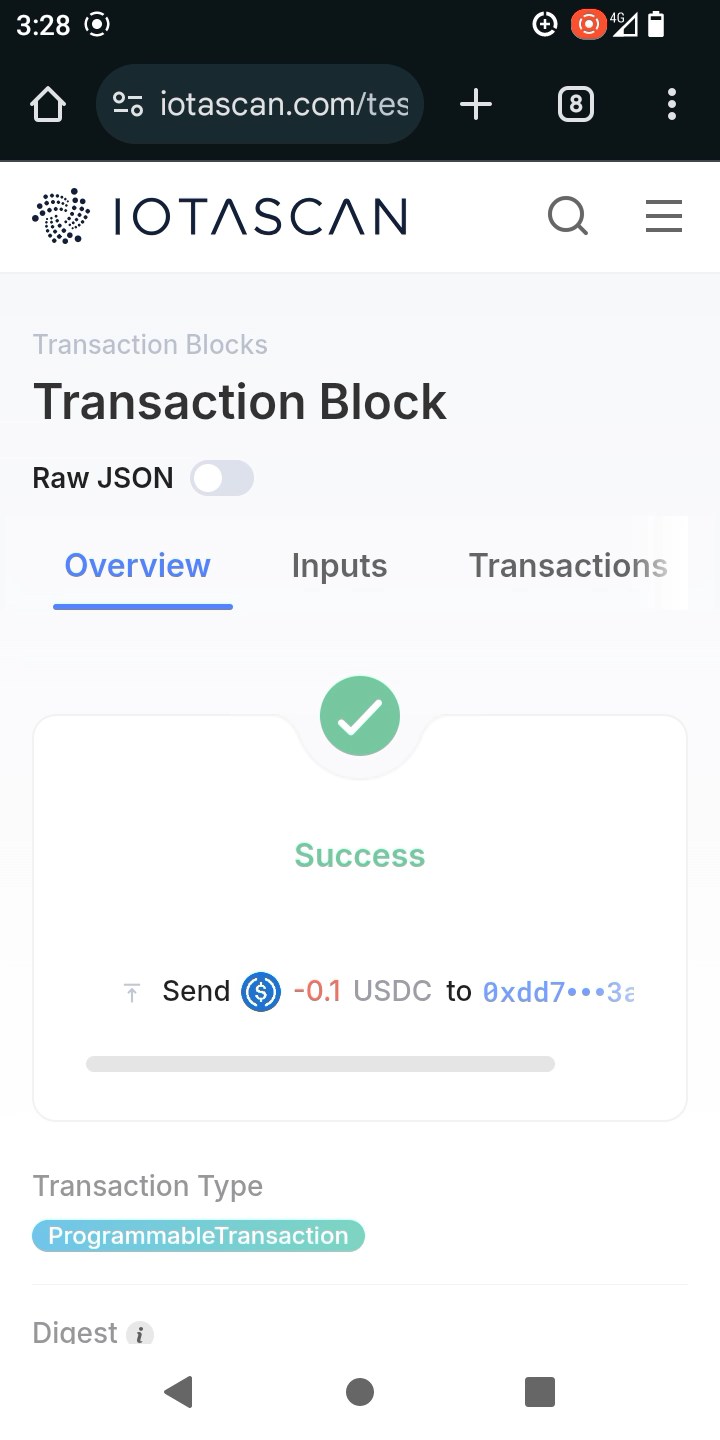 3:28
4G
iotascan.com/tes
8
IOTASCAN
Transaction Blocks
Transaction Block
Raw JSON
Overview Inputs Transactions
Success
Send -0.1 USDC to 0xdd7•••3a
Transaction Type
ProgrammableTransaction
Digest i